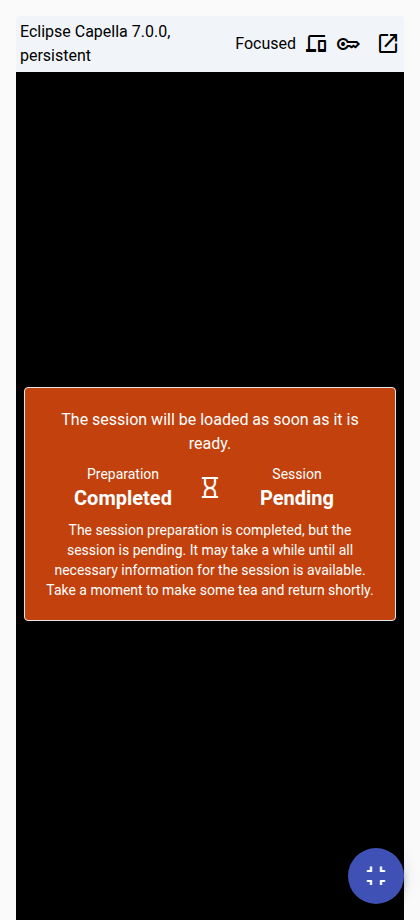 Eclipse Capella 7.0.0,
persistent
Focused
The session will be loaded as soon as it is
ready.
Preparation
Completed
Session
Pending
The session preparation is completed, but the
session is pending. It may take a while until all
necessary information for the session is available.
Take a moment to make some tea and return shortly.